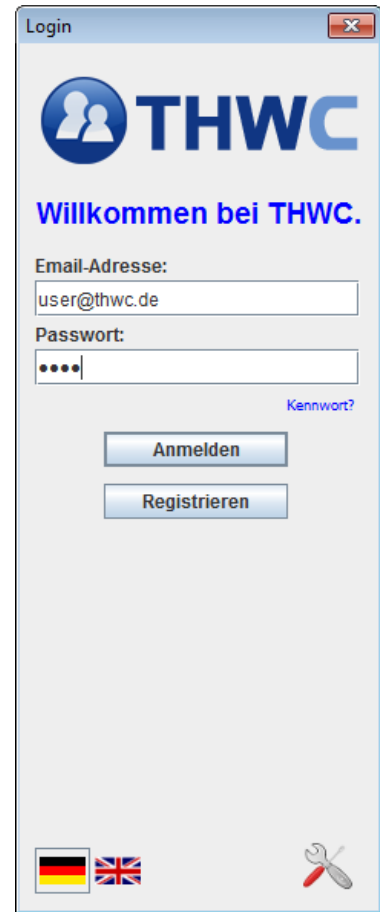 Login
THWC
Willkommen bei THWC.
Email-Adresse:
user@thwc.de
Passwort:
••••
Kennwort?
Anmelden
Registrieren